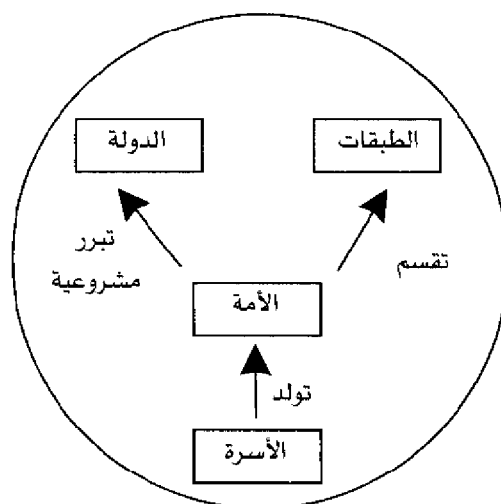 الطبقات
الدولة
تبرر
مشروعية
تقسم
الأمة
تولد
الأسرة